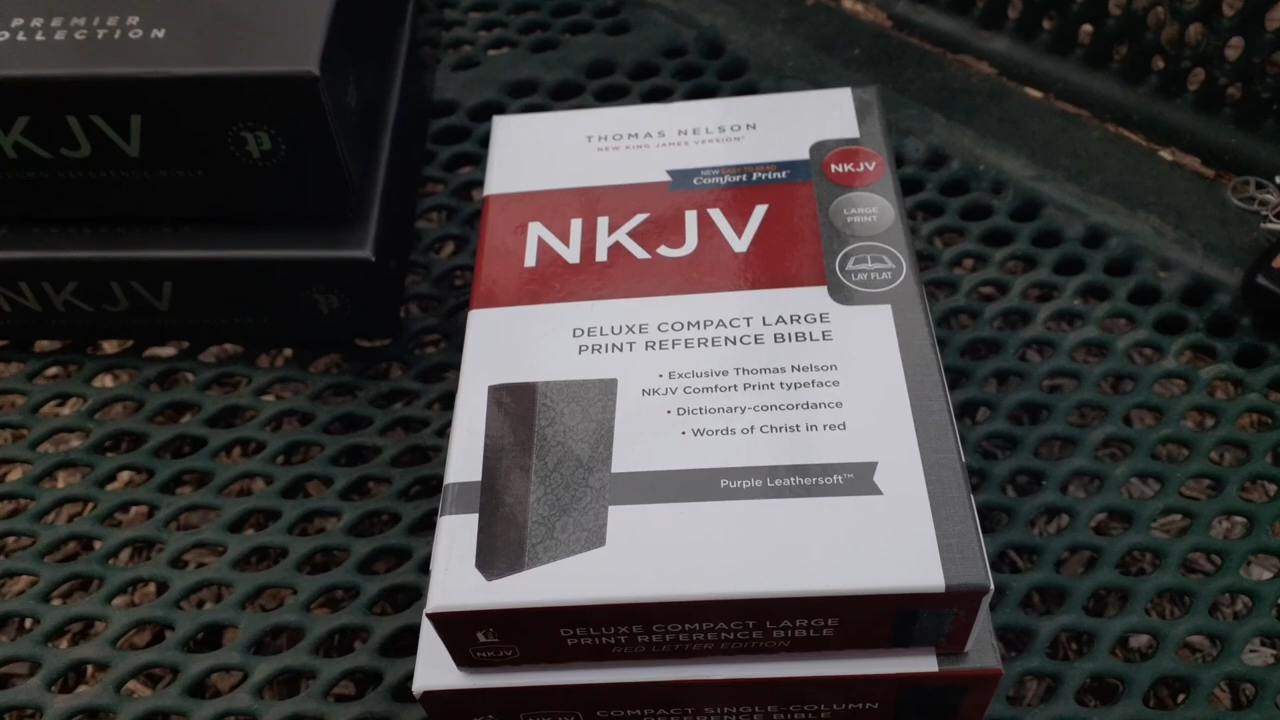 PREMIER
COLLECTION
NKJV
NKJV
THOMAS NELSON
NEW KING JAMES VERSION®
NEW EASY TO READ
Comfort Print®
NKJV
NKJV
LARGE
PRINT
LAY FLAT
DELUXE COMPACT LARGE
PRINT REFERENCE BIBLE
• Exclusive Thomas Nelson
NKJV Comfort Print typeface
• Dictionary-concordance
• Words of Christ in red
Purple Leathersoft™
DELUXE COMPACT LARGE
PRINT REFERENCE BIBLE
RED LETTER EDITION
NKJV
COMPACT SINGLE-COLUMN
REFERENCE BIBLE
NKJV